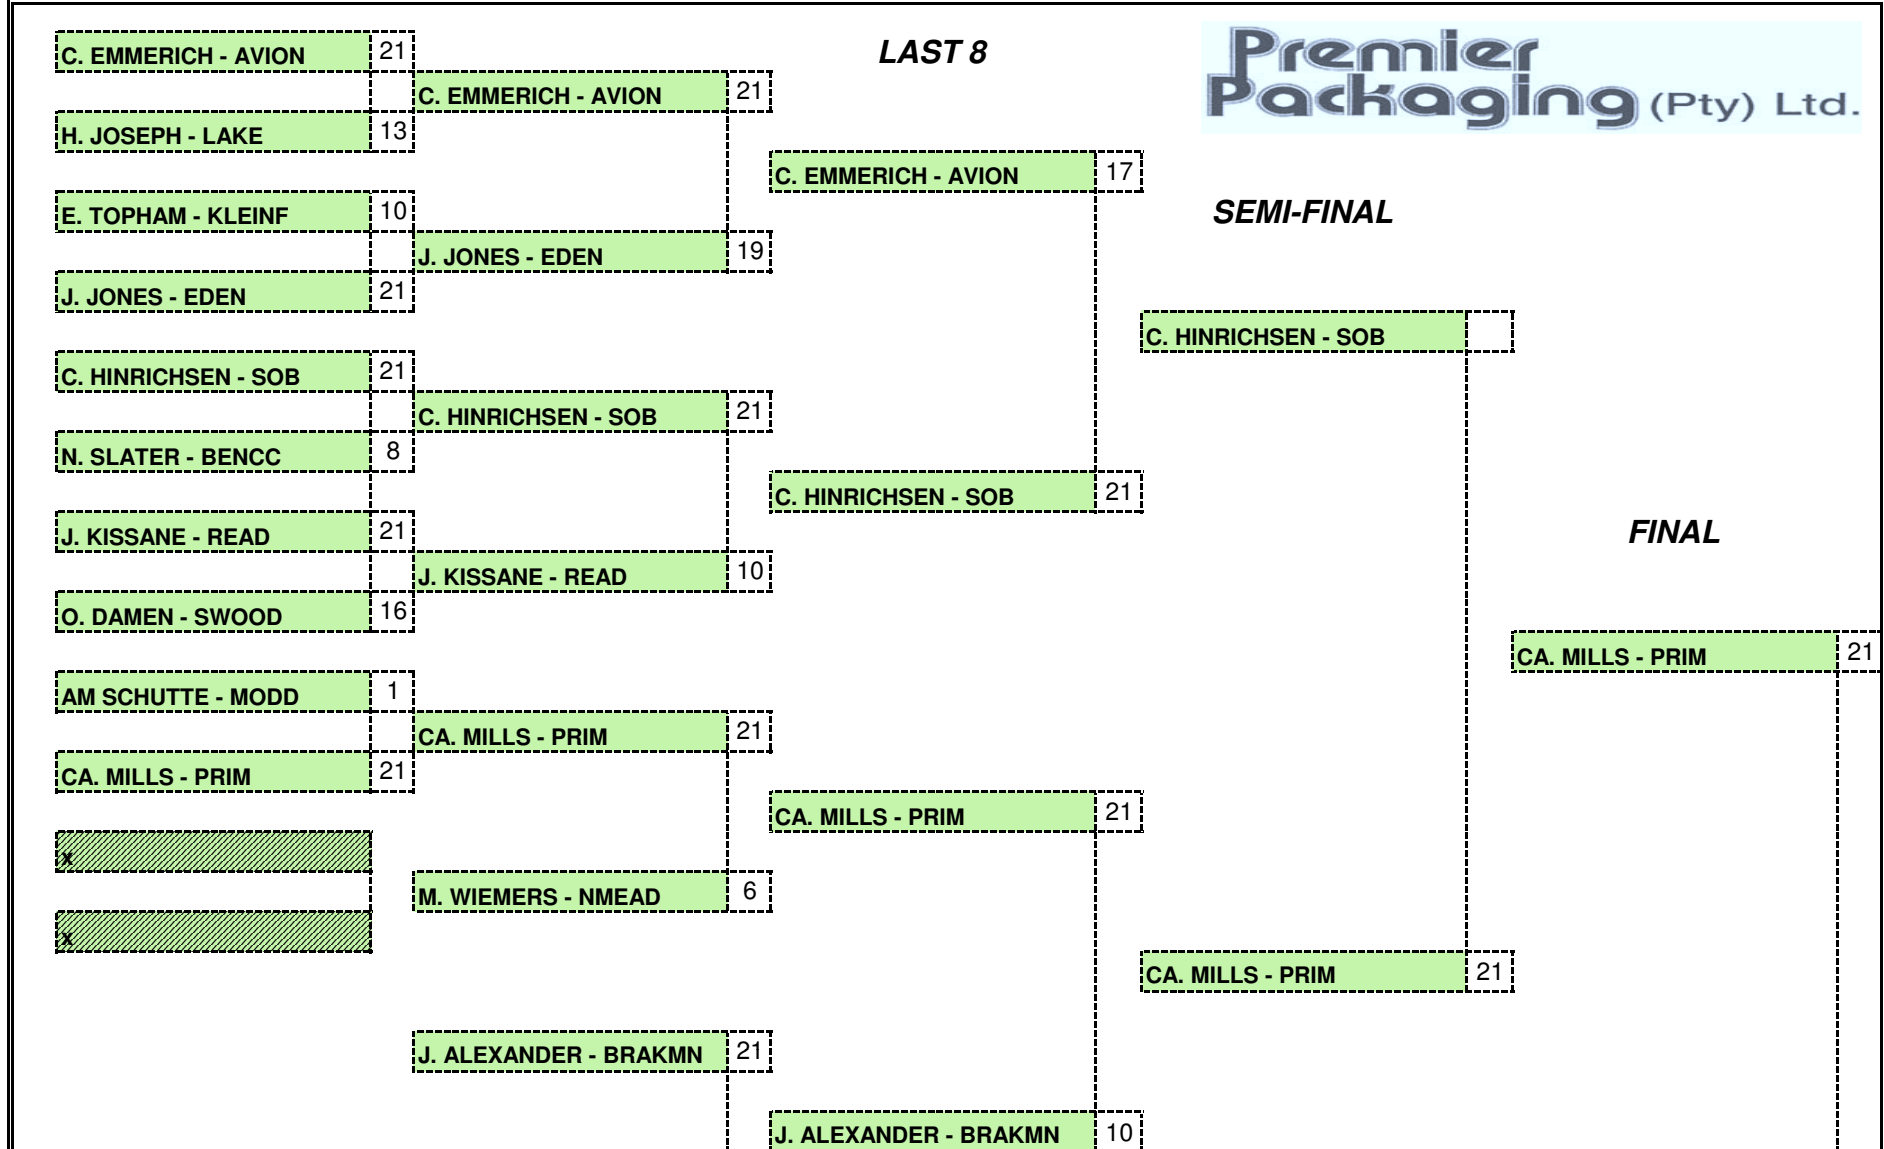 LAST 8
Premier
Packaging (Pty) Ltd.
C. EMMERICH - AVION 21
C. EMMERICH - AVION 21
H. JOSEPH - LAKE 13
C. EMMERICH - AVION 17
E. TOPHAM - KLEINF 10
SEMI-FINAL
J. JONES - EDEN 19
J. JONES - EDEN 21
C. HINRICHSEN - SOB
C. HINRICHSEN - SOB 21
C. HINRICHSEN - SOB 21
N. SLATER - BENCC 8
C. HINRICHSEN - SOB 21
J. KISSANE - READ 21
FINAL
J. KISSANE - READ 10
O. DAMEN - SWOOD 16
CA. MILLS - PRIM 21
AM SCHUTTE - MODD 1
CA. MILLS - PRIM 21
CA. MILLS - PRIM 21
CA. MILLS - PRIM 21
x
M. WIEMERS - NMEAD 6
x
CA. MILLS - PRIM 21
J. ALEXANDER - BRAKMN 21
J. ALEXANDER - BRAKMN 10